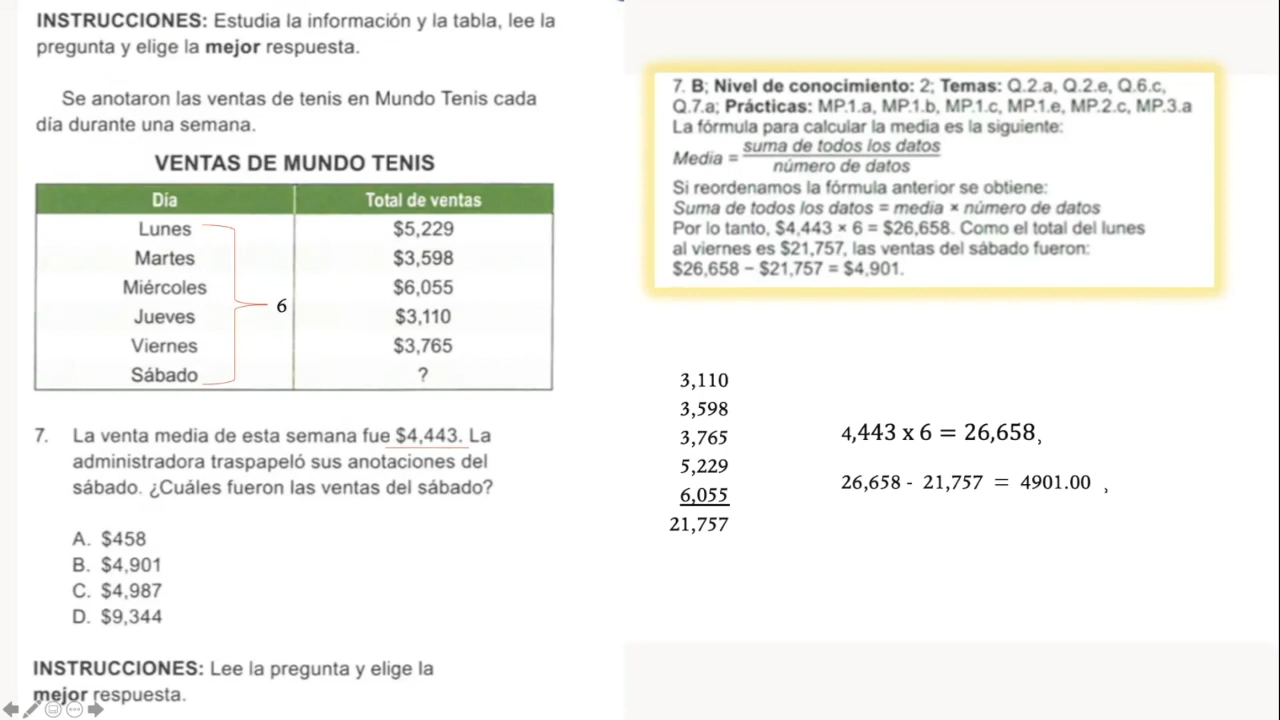 INSTRUCCIONES: Estudia la información y la tabla, lee la
pregunta y elige la mejor respuesta.
Se anotaron las ventas de tenis en Mundo Tenis cada
día durante una semana.
VENTAS DE MUNDO TENIS
Día Total de ventas
Lunes $5,229
Martes $3,598
Miércoles $6,055
6
Jueves $3,110
Viernes $3,765
Sábado ?
7. La venta media de esta semana fue $4,443. La
administradora traspapeló sus anotaciones del
sábado. ¿Cuáles fueron las ventas del sábado?
A. $458
B. $4,901
C. $4,987
D. $9,344
INSTRUCCIONES: Lee la pregunta y elige la
mejor respuesta.
7. B; Nivel de conocimiento: 2; Temas: Q.2.a, Q.2.e, Q.6.c,
Q.7.a; Prácticas: MP.1.a, MP.1.b, MP.1.c, MP.1.e, MP.2.c, MP.3.a
La fórmula para calcular la media es la siguiente:
Media = suma de todos los datos
número de datos
Si reordenamos la fórmula anterior se obtiene:
Suma de todos los datos = media × número de datos
Por lo tanto, $4,443 × 6 = $26,658. Como el total del lunes
al viernes es $21,757, las ventas del sábado fueron:
$26,658 − $21,757 = $4,901.
3,110
3,598
3,765
5,229
6,055
21,757
4,443 x 6 = 26,658,
26,658 - 21,757 = 4901.00 ,